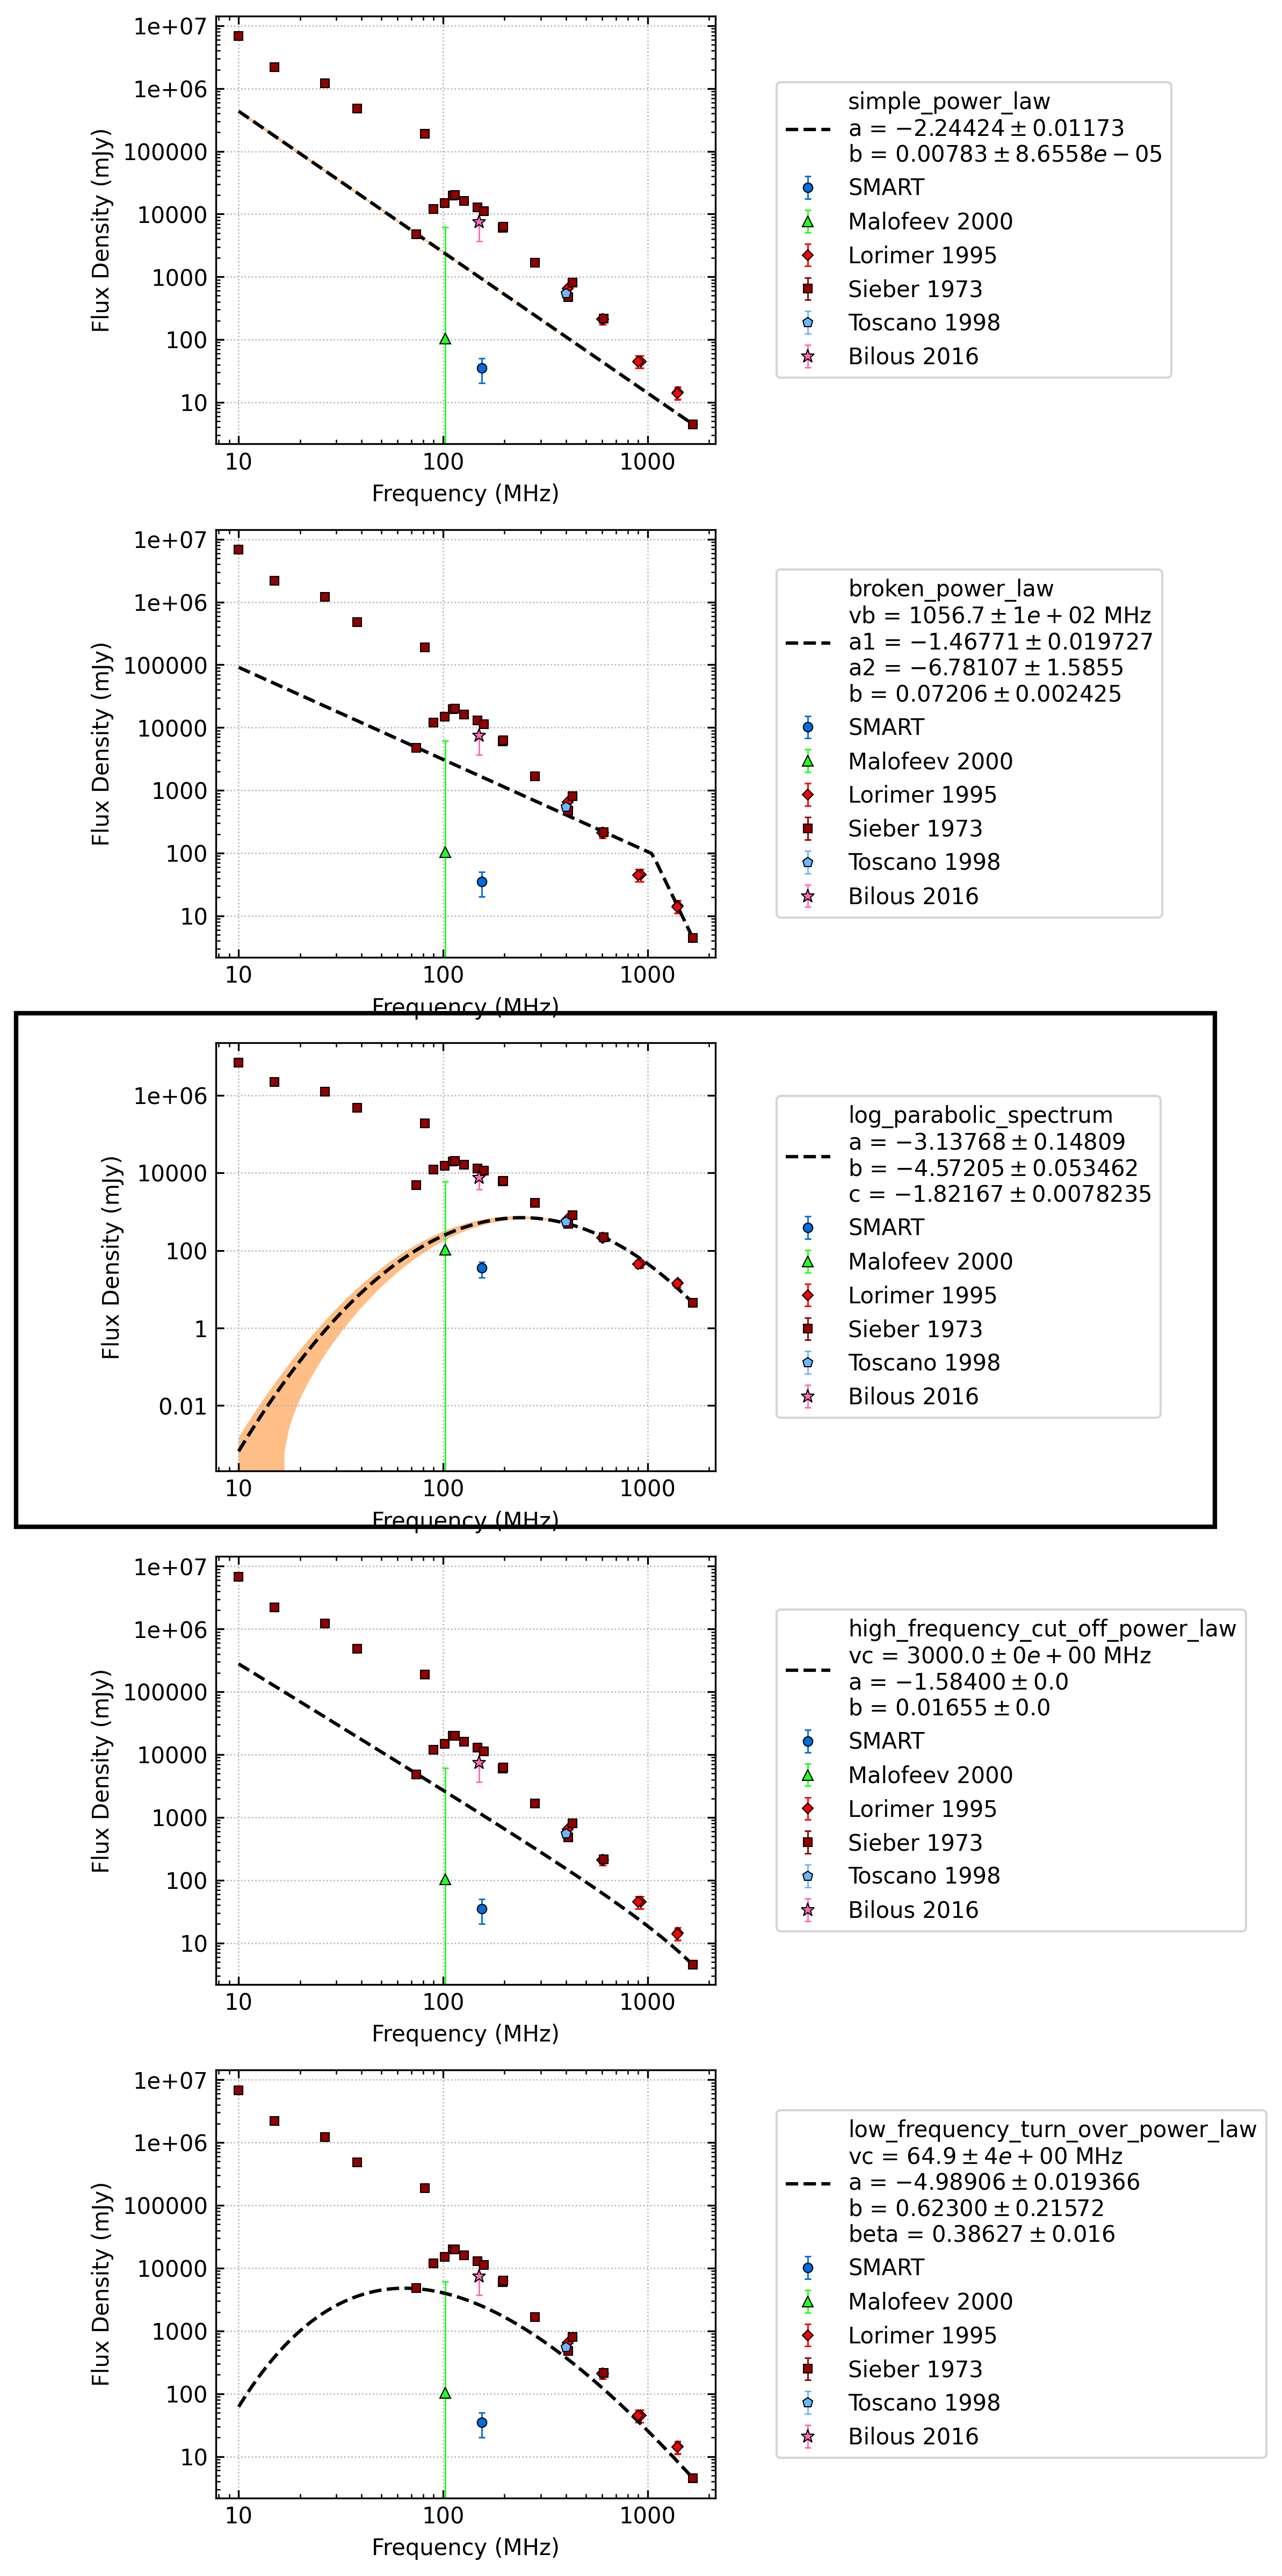 1e+07
1e+06
100000
10000
1000
100
10
Flux Density (mJy)
10 100 1000
Frequency (MHz)
simple_power_law
a = −2.24424 ± 0.01173
b = 0.00783 ± 8.6558e − 05
SMART
Malofeev 2000
Lorimer 1995
Sieber 1973
Toscano 1998
Bilous 2016
1e+07
1e+06
100000
10000
1000
100
10
Flux Density (mJy)
10 100 1000
Frequency (MHz)
broken_power_law
vb = 1056.7 ± 1e + 02 MHz
a1 = −1.46771 ± 0.019727
a2 = −6.78107 ± 1.5855
b = 0.07206 ± 0.002425
SMART
Malofeev 2000
Lorimer 1995
Sieber 1973
Toscano 1998
Bilous 2016
1e+06
10000
100
1
0.01
Flux Density (mJy)
10 100 1000
Frequency (MHz)
log_parabolic_spectrum
a = −3.13768 ± 0.14809
b = −4.57205 ± 0.053462
c = −1.82167 ± 0.0078235
SMART
Malofeev 2000
Lorimer 1995
Sieber 1973
Toscano 1998
Bilous 2016
1e+07
1e+06
100000
10000
1000
100
10
Flux Density (mJy)
10 100 1000
Frequency (MHz)
high_frequency_cut_off_power_law
vc = 3000.0 ± 0e + 00 MHz
a = −1.58400 ± 0.0
b = 0.01655 ± 0.0
SMART
Malofeev 2000
Lorimer 1995
Sieber 1973
Toscano 1998
Bilous 2016
1e+07
1e+06
100000
10000
1000
100
10
Flux Density (mJy)
10 100 1000
Frequency (MHz)
low_frequency_turn_over_power_law
vc = 64.9 ± 4e + 00 MHz
a = −4.98906 ± 0.019366
b = 0.62300 ± 0.21572
beta = 0.38627 ± 0.016
SMART
Malofeev 2000
Lorimer 1995
Sieber 1973
Toscano 1998
Bilous 2016